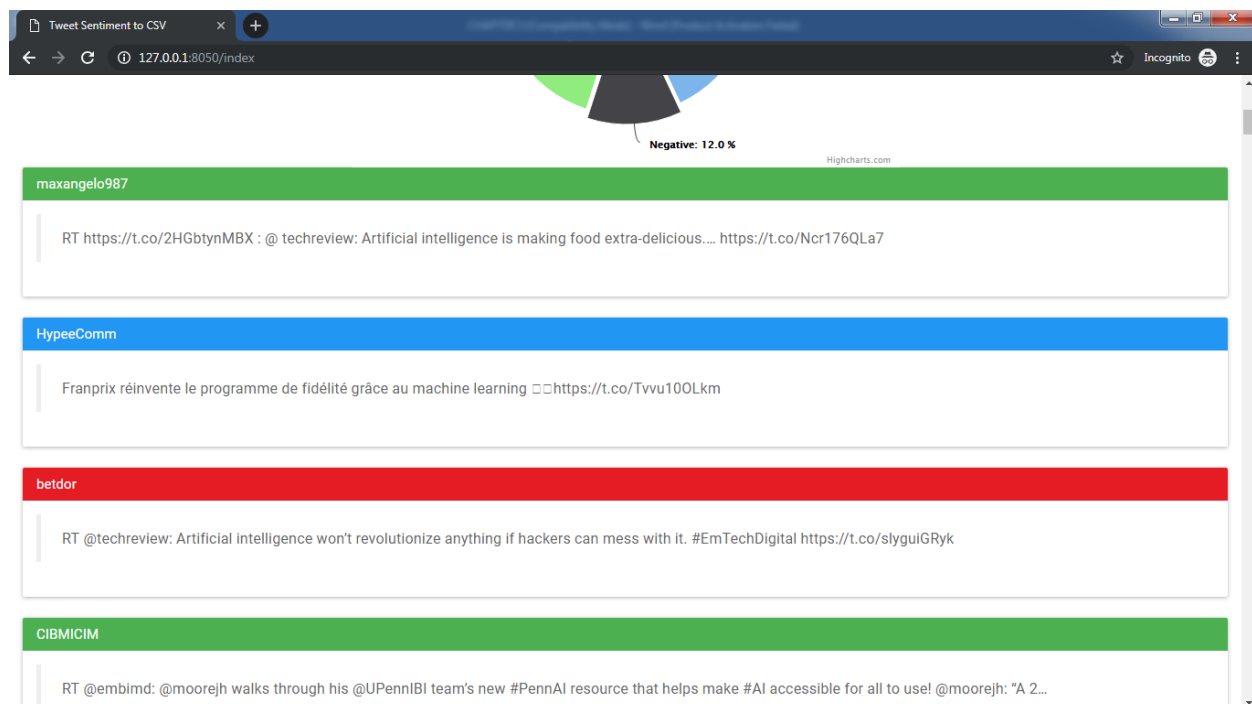 Tweet Sentiment to CSV
127.0.0.1:8050/index
Incognito
Negative: 12.0 %
Highcharts.com
maxangelo987
RT https://t.co/2HGbtynMBX : @ techreview: Artificial intelligence is making food extra-delicious.… https://t.co/Ncr176QLa7
HypeeComm
Franprix réinvente le programme de fidélité grâce au machine learning □□https://t.co/Tvvu10OLkm
betdor
RT @techreview: Artificial intelligence won’t revolutionize anything if hackers can mess with it. #EmTechDigital https://t.co/slyguiGRyk
CIBMICIM
RT @embimd: @moorejh walks through his @UPennIBI team’s new #PennAI resource that helps make #AI accessible for all to use! @moorejh: “A 2…